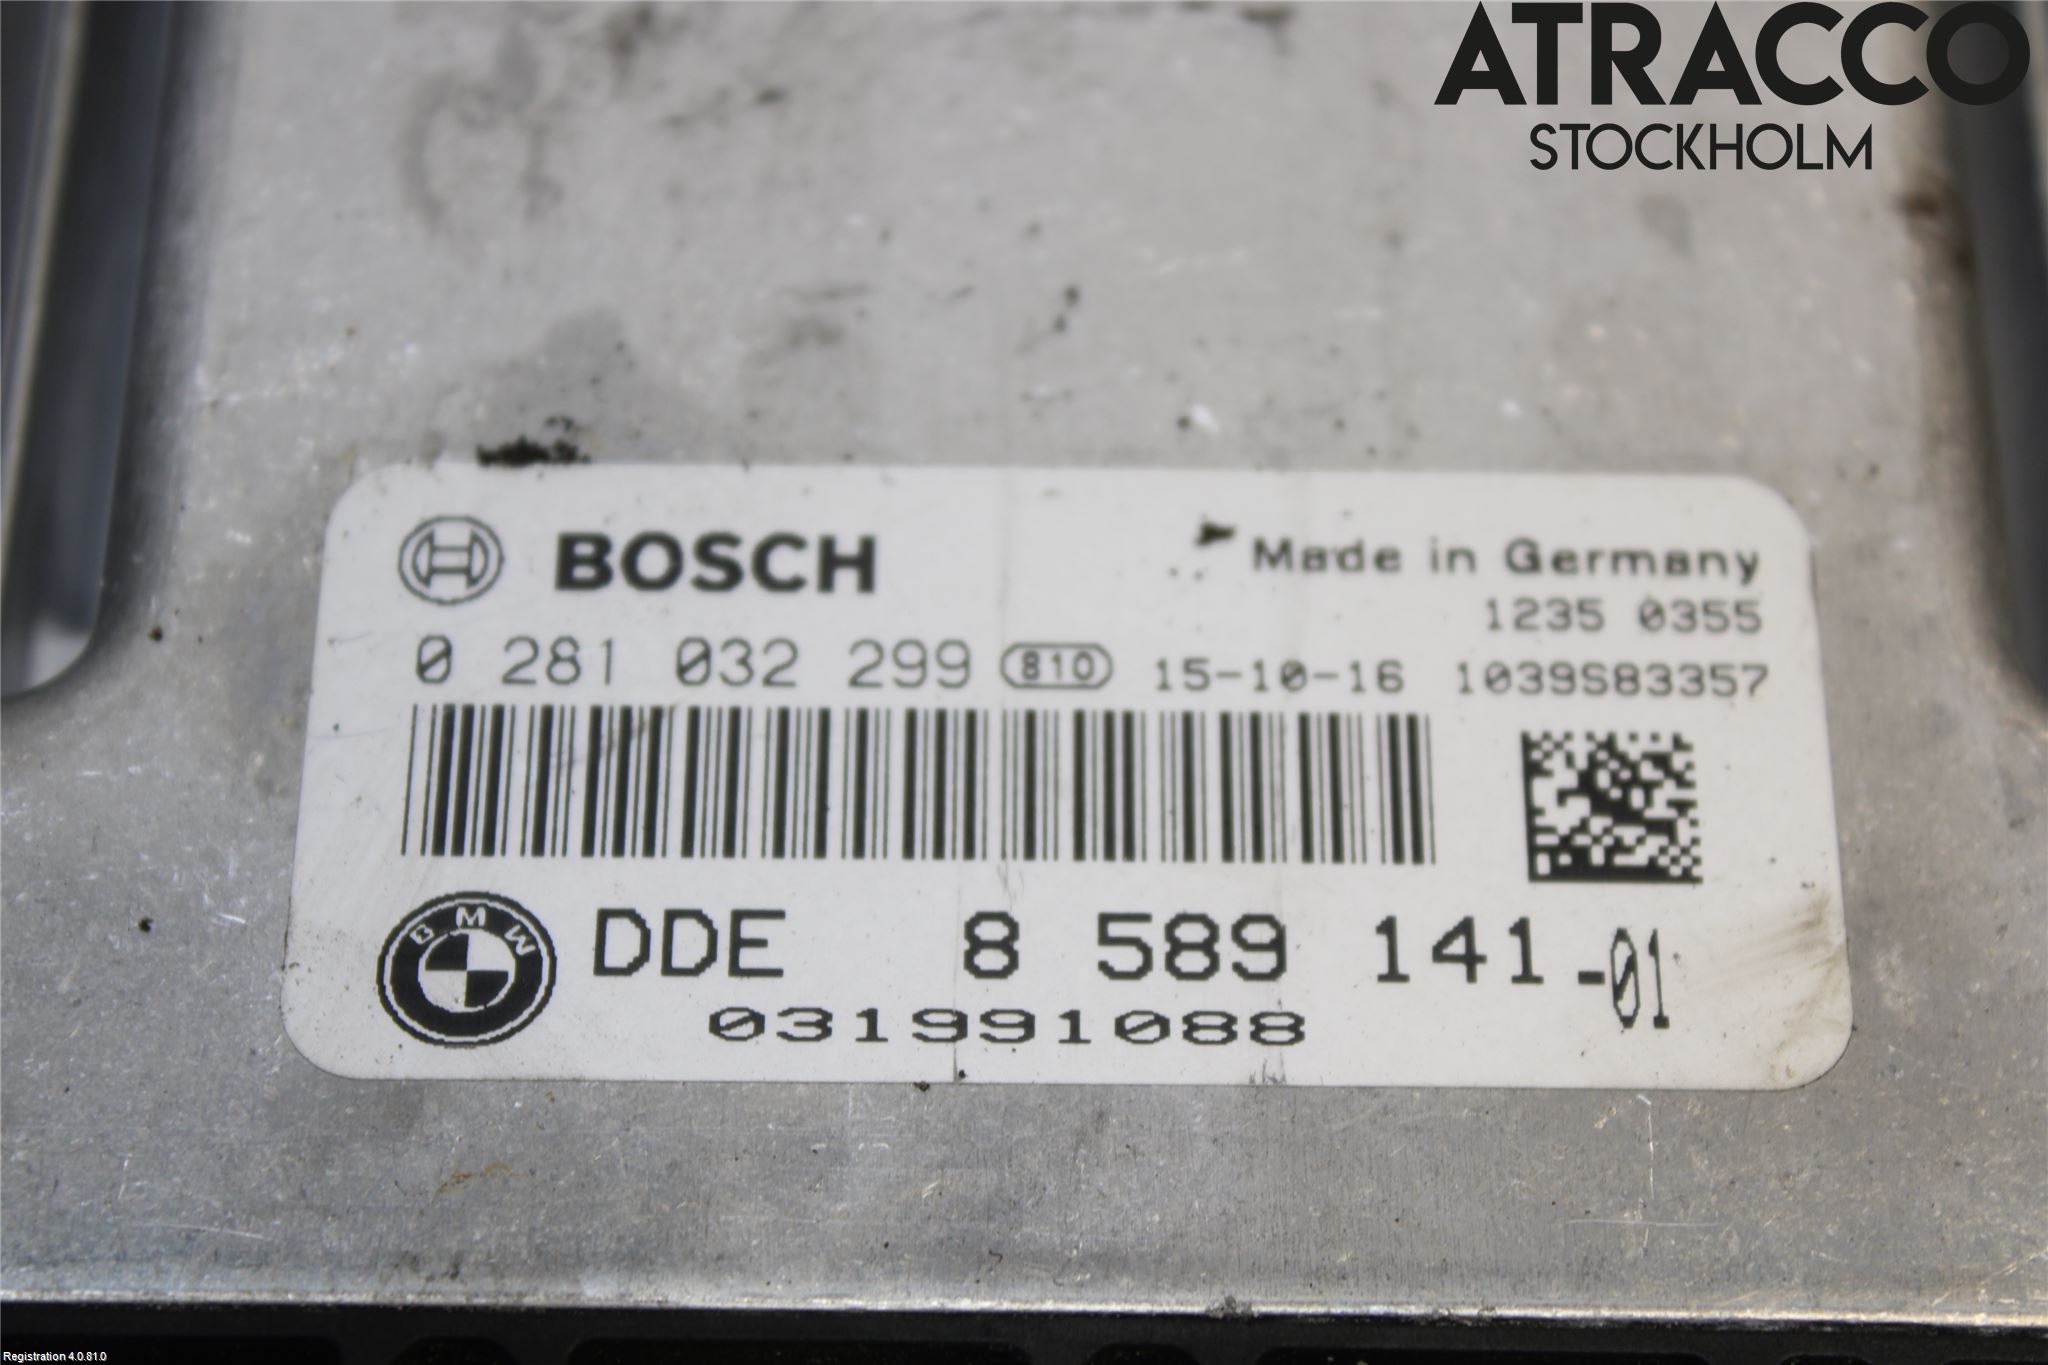 ATRACCO
STOCKHOLM
BOSCH
Made in Germany
1235 0355
0 281 032 299 810 15-10-16 1039S83357
BMW
DDE 8 589 141-01
031991088
Registration 4.0.81.0